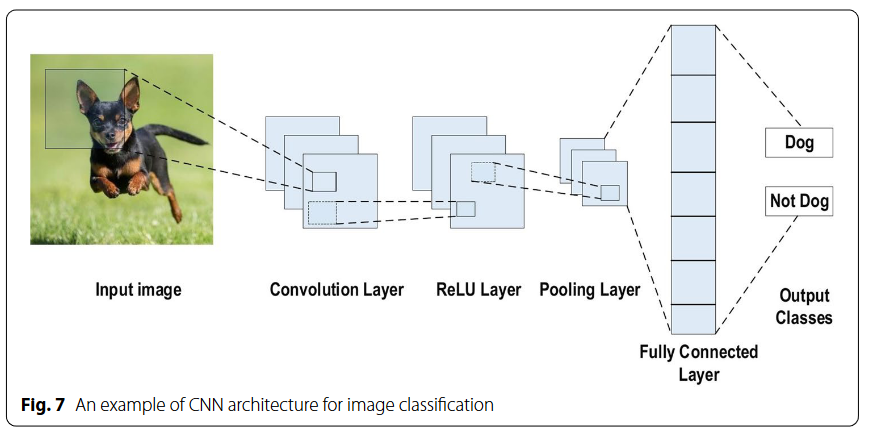 Dog
Not Dog
Input image
Convolution Layer
ReLU Layer
Pooling Layer
Output
Classes
Fully Connected
Layer
Fig. 7 An example of CNN architecture for image classification